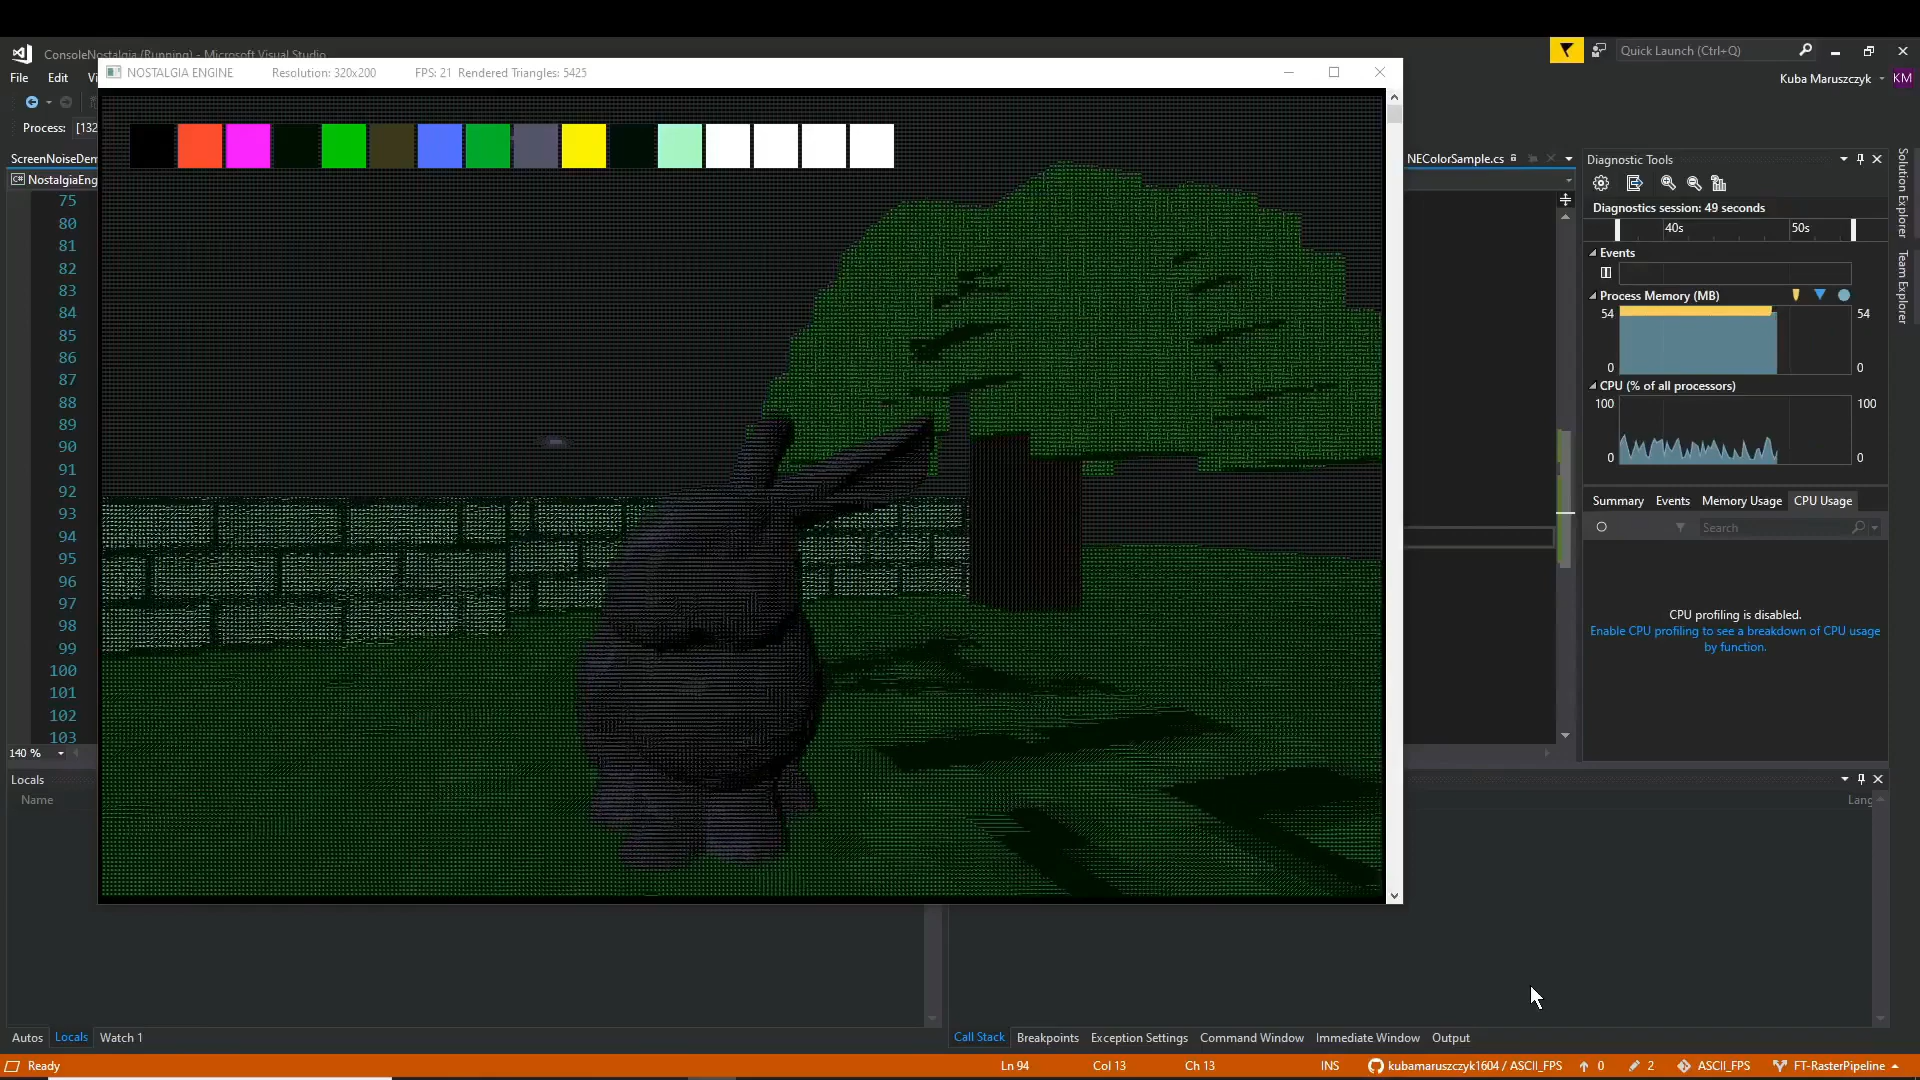 ConsoleNostalgia (Running) - Microsoft Visual Studio
Quick Launch (Ctrl+Q)
File Edit
Kuba Maruszczyk KM
NOSTALGIA ENGINE Resolution: 320x200 FPS: 21 Rendered Triangles: 5425
Process: [132
ScreenNoiseDem
NEColorSample.cs
Diagnostic Tools
C# NostalgiaEng
Solution Explorer
Team Explorer
75
80
81
82
83
84
85
86
87
88
89
90
91
92
93
94
95
96
97
98
99
100
101
102
103
140 %
Diagnostics session: 49 seconds
40s 50s
Events
Process Memory (MB)
54 54
0 0
CPU (% of all processors)
100 100
0 0
Summary Events Memory Usage CPU Usage
Search
CPU profiling is disabled.
Enable CPU profiling to see a breakdown of CPU usage
by function.
Locals
Name
Lang
Autos Locals Watch 1
Call Stack Breakpoints Exception Settings Command Window Immediate Window Output
Ready
Ln 94 Col 13 Ch 13 INS kubamaruszczyk1604 / ASCII_FPS 0 2 ASCII_FPS FT-RasterPipeline